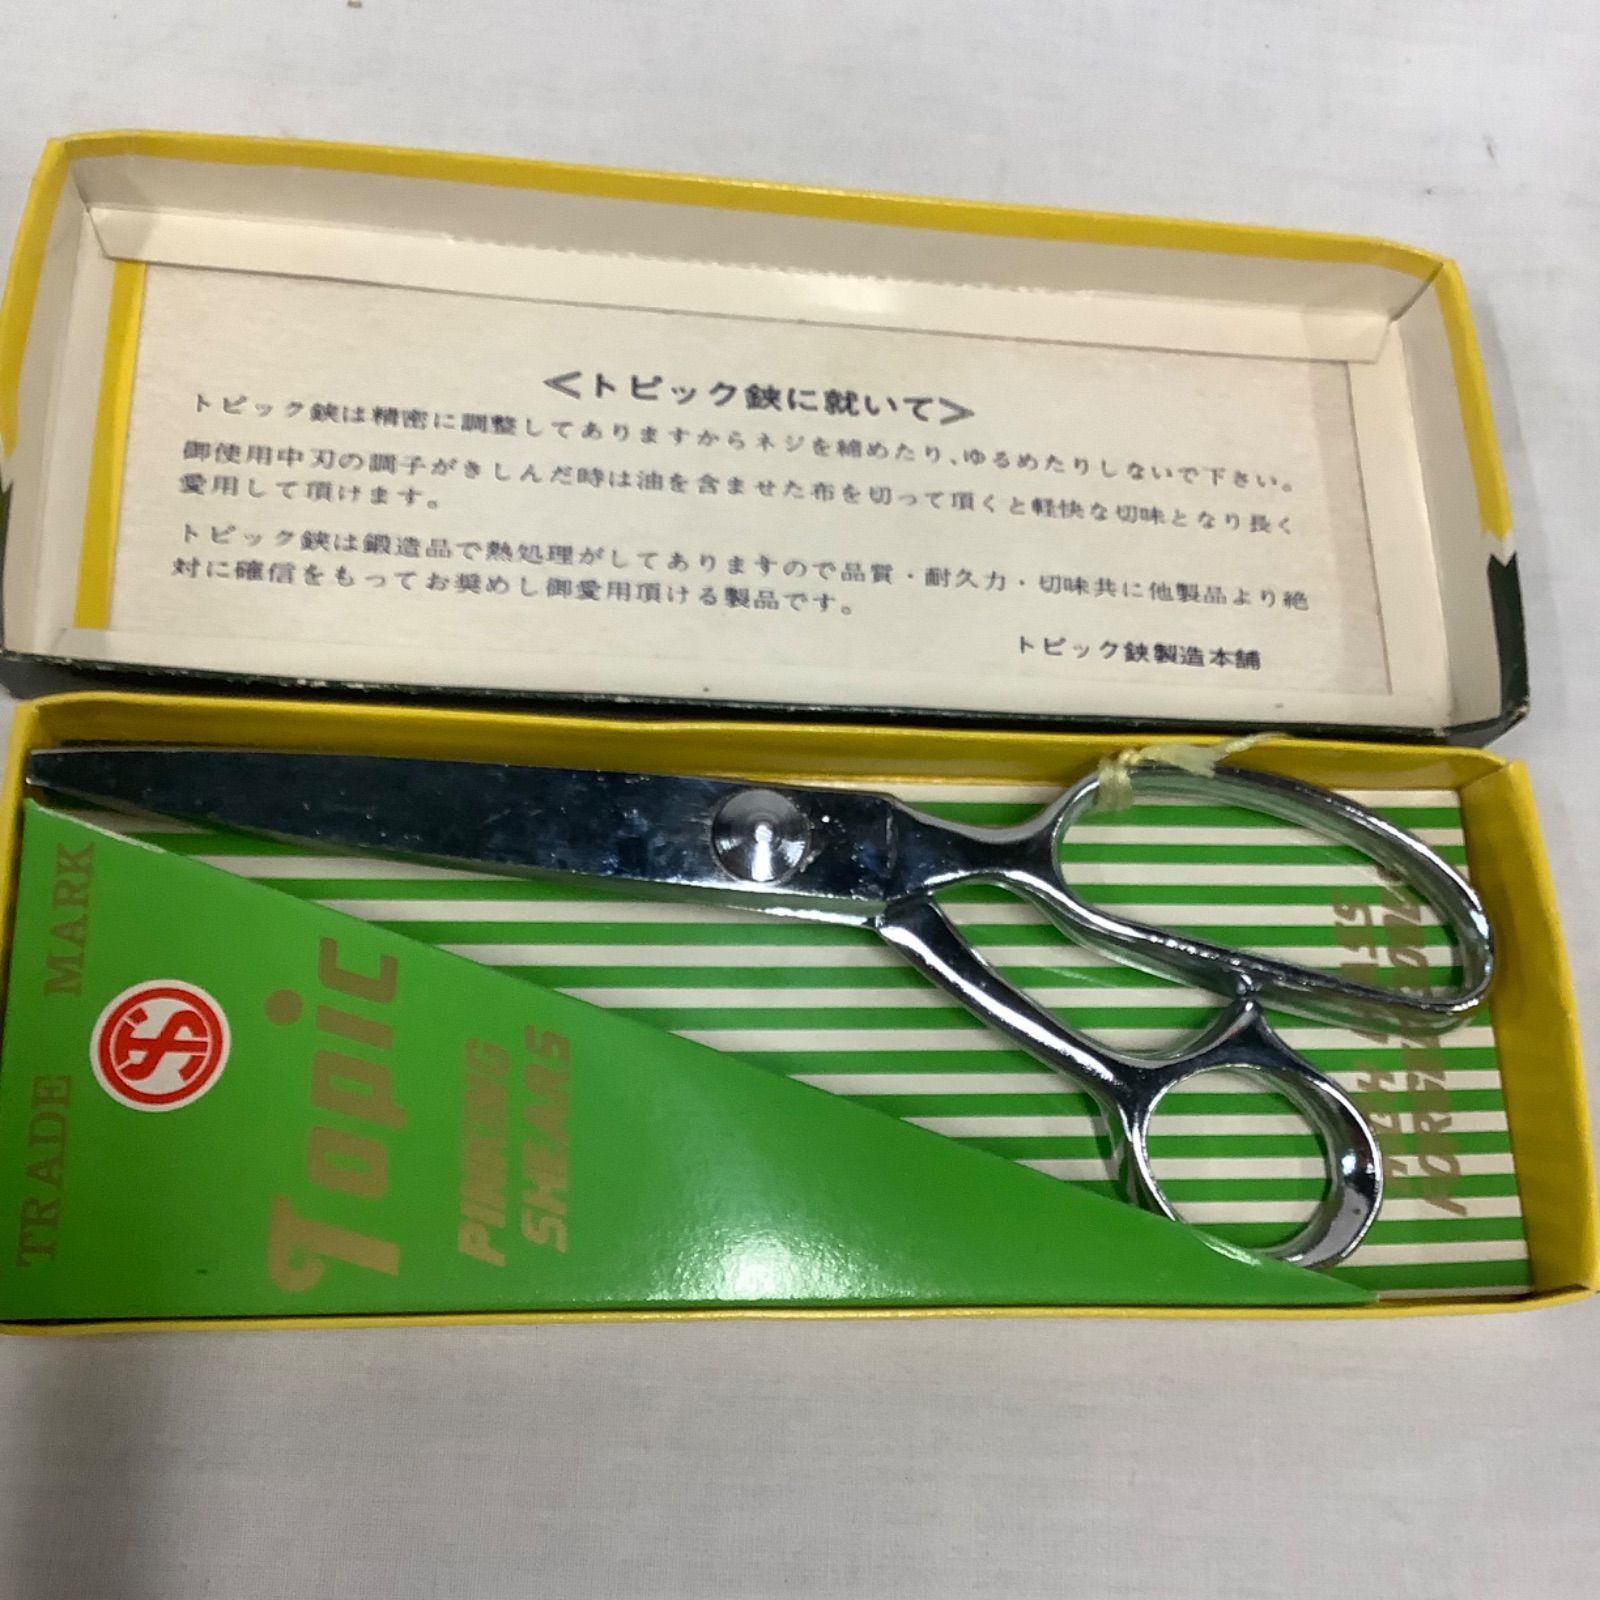 ＜トピック鋏に就いて＞
トピック鋏は精密に調整してありますからネジを締めたり、ゆるめたりしないで下さい。
御使用中刃の調子がきしんだ時は油を含ませた布を切って頂くと軽快な切味となり長く
愛用して頂けます。
トピック鋏は鍛造品で熱処理がしてありますので品質・耐久力・切味共に他製品より絶
対に確信をもってお奨めし御愛用頂ける製品です。
トピック鋏製造本舗
TRADE MARK
Topic
PINKING
SHEARS